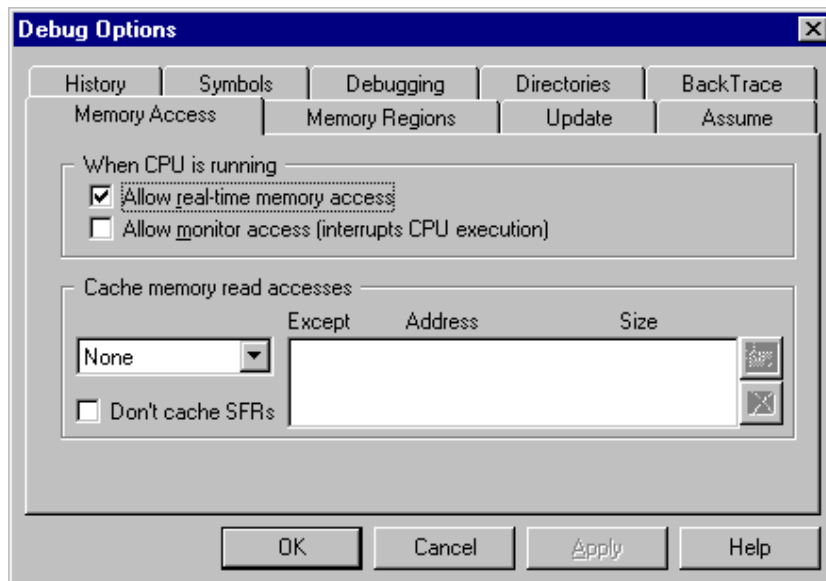 Debug Options
History Symbols Debugging Directories BackTrace
Memory Access Memory Regions Update Assume
When CPU is running
Allow real-time memory access
Allow monitor access (interrupts CPU execution)
Cache memory read accesses
Except Address Size
None
Don't cache SFRs
OK Cancel Apply Help